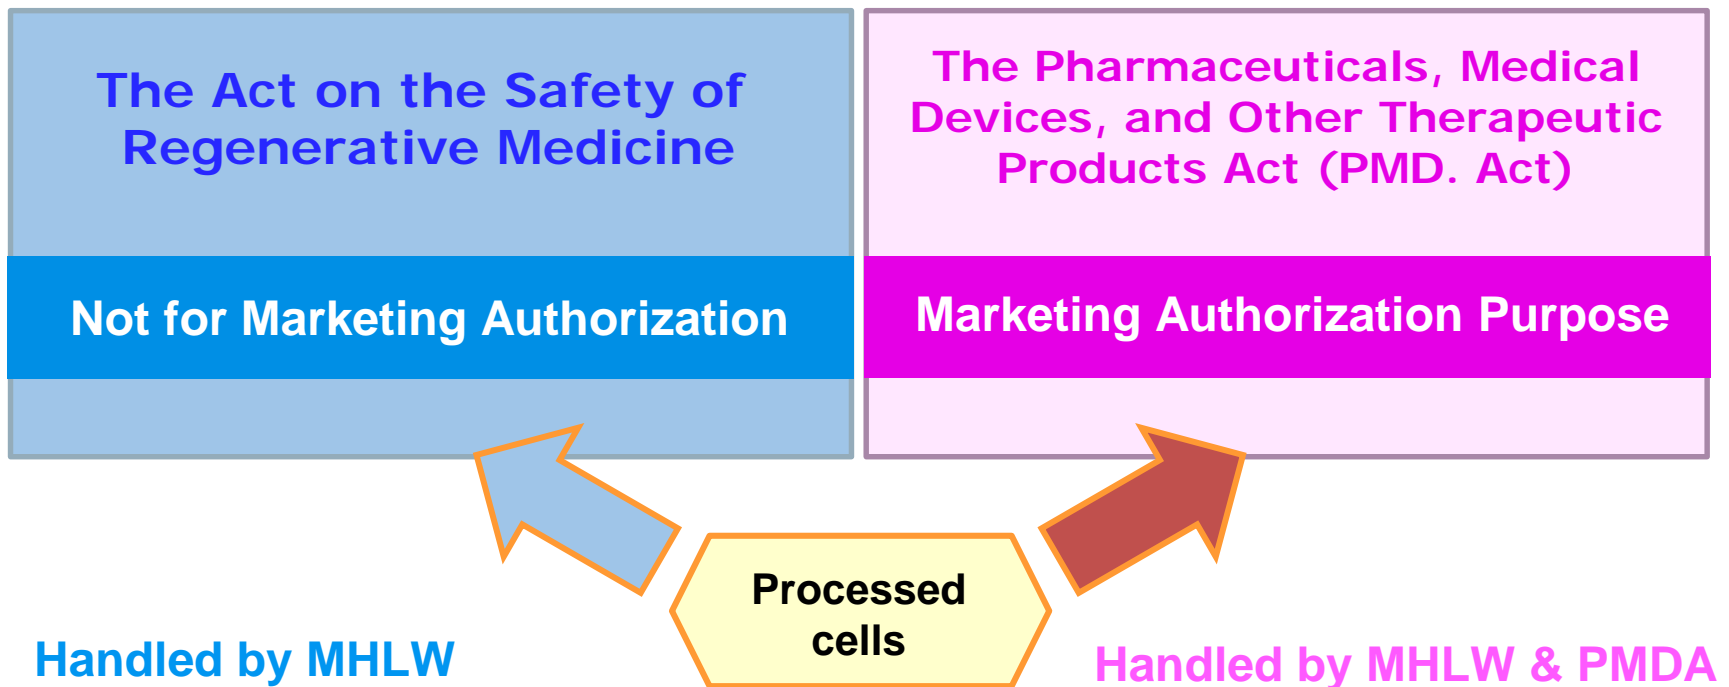 The Act on the Safety of
Regenerative Medicine
Not for Marketing Authorization
The Pharmaceuticals, Medical
Devices, and Other Therapeutic
Products Act (PMD. Act)
Marketing Authorization Purpose
Processed
cells
Handled by MHLW
Handled by MHLW & PMDA